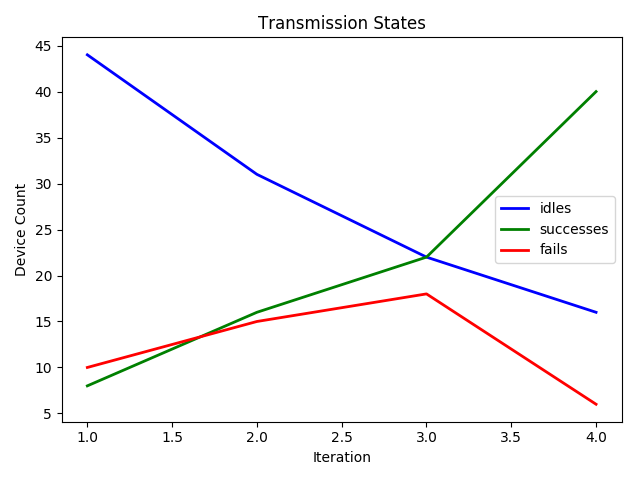 Transmission States
45
40
35
30
25
20
15
10
5
Device Count
idles
successes
fails
1.0 1.5 2.0 2.5 3.0 3.5 4.0
Iteration